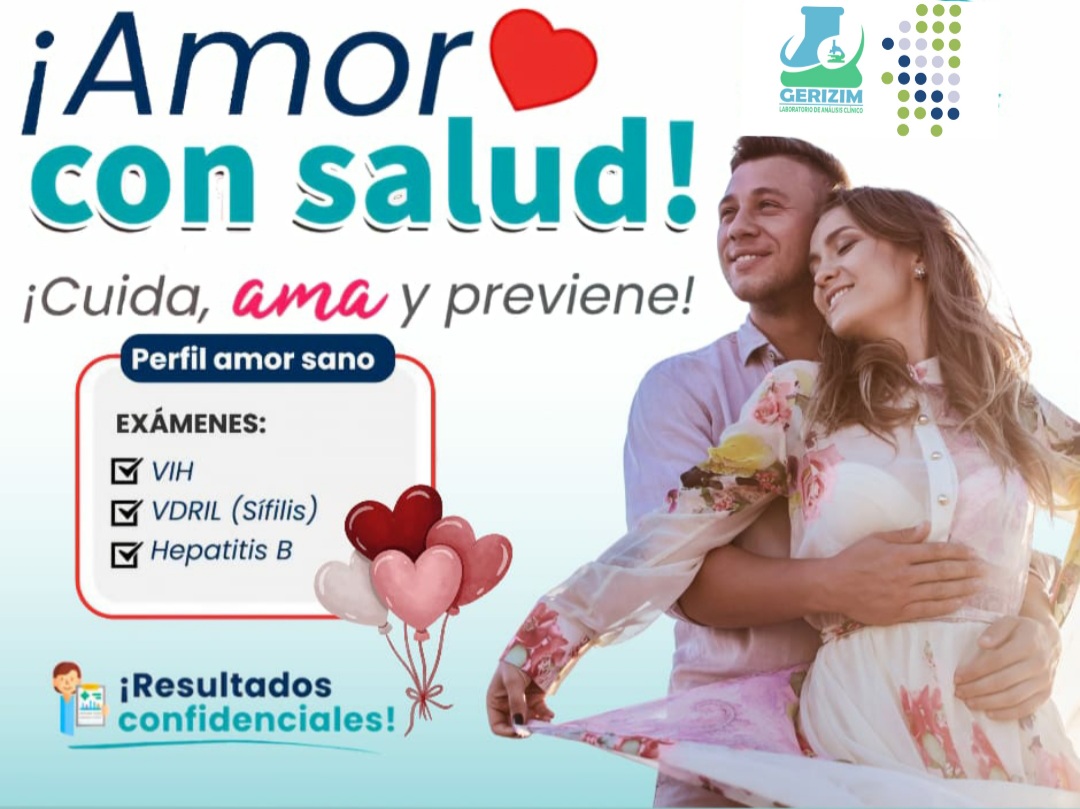 ¡Amor
con salud!
GERIZIM
LABORATORIO DE ANÁLISIS CLÍNICO
¡Cuida, ama y previene!
Perfil amor sano
EXÁMENES:
VIH
VDRIL (Sífilis)
Hepatitis B
¡Resultados
confidenciales!